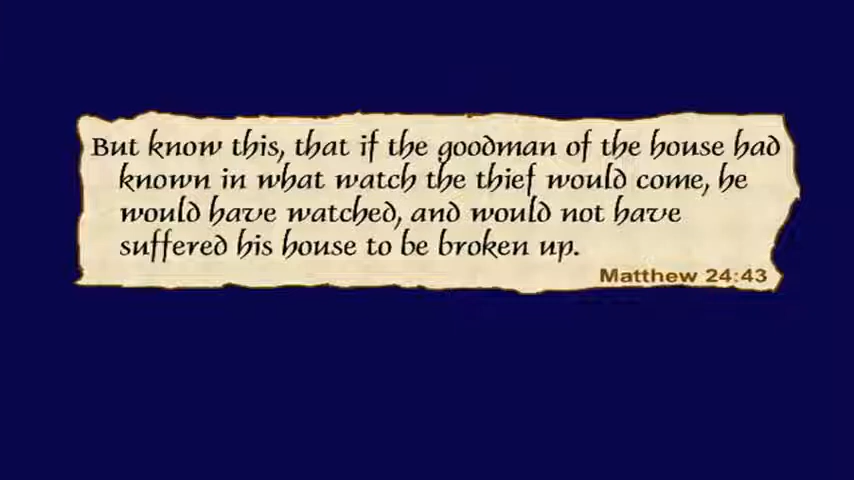 But know this, that if the goodman of the house had
known in what watch the thief would come, he
would have watched, and would not have
suffered his house to be broken up.
Matthew 24:43